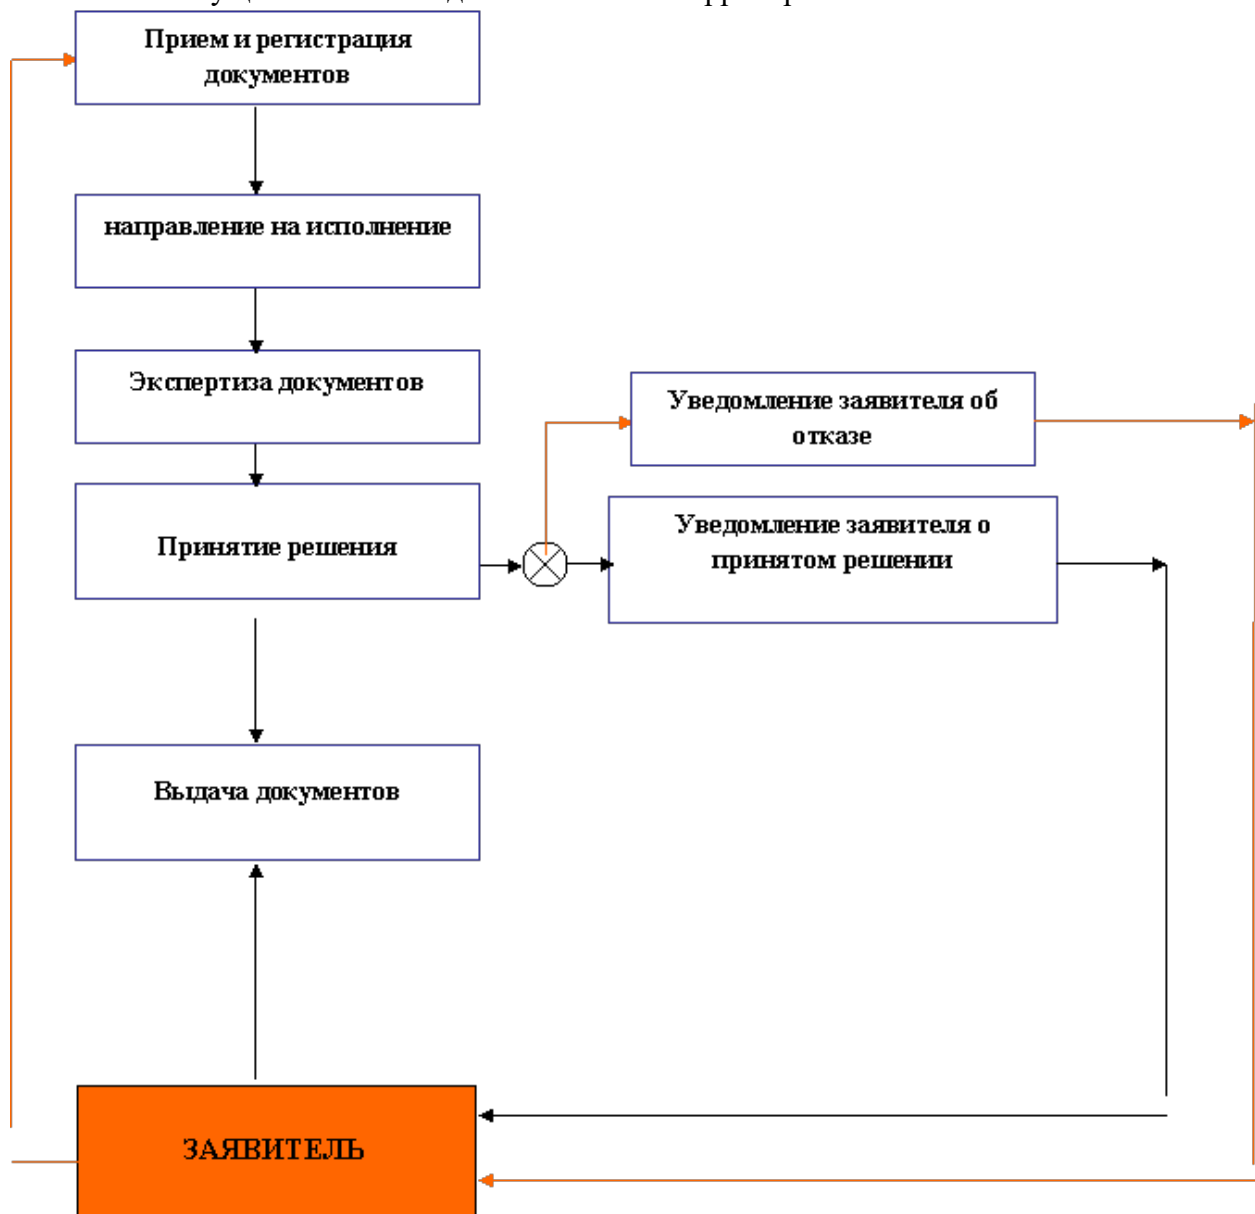 Прием и регистрация
документов
направление на исполнение
Экспертиза документов
Уведомление заявителя об
отказе
Принятие решения
Уведомление заявителя о
принятом решении
Выдача документов
ЗАЯВИТЕЛЬ